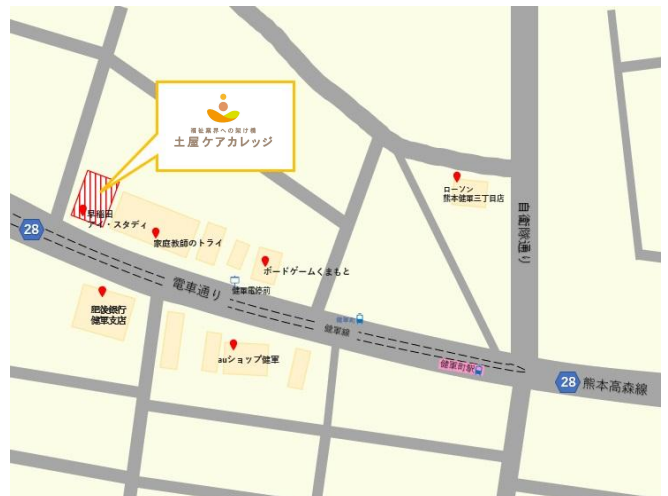 福祉業界への架け橋
土屋ケアカレッジ
ローソン
熊本健軍三丁目店
自衛隊通り
早稲田
アイ・スタディ
28
家庭教師のトライ
ボードゲームくまもと
電車通り
健軍電停前
肥後銀行
健軍支店
健軍線
auショップ健軍
健軍町駅
28
熊本高森線